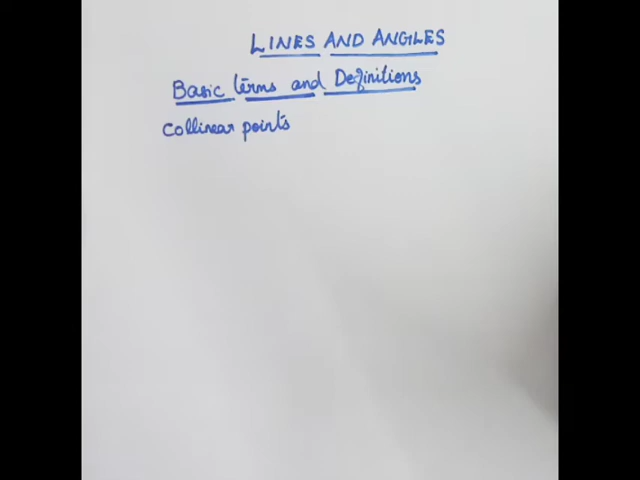 LINES AND ANGLES
Basic terms and Definitions
Collinear points